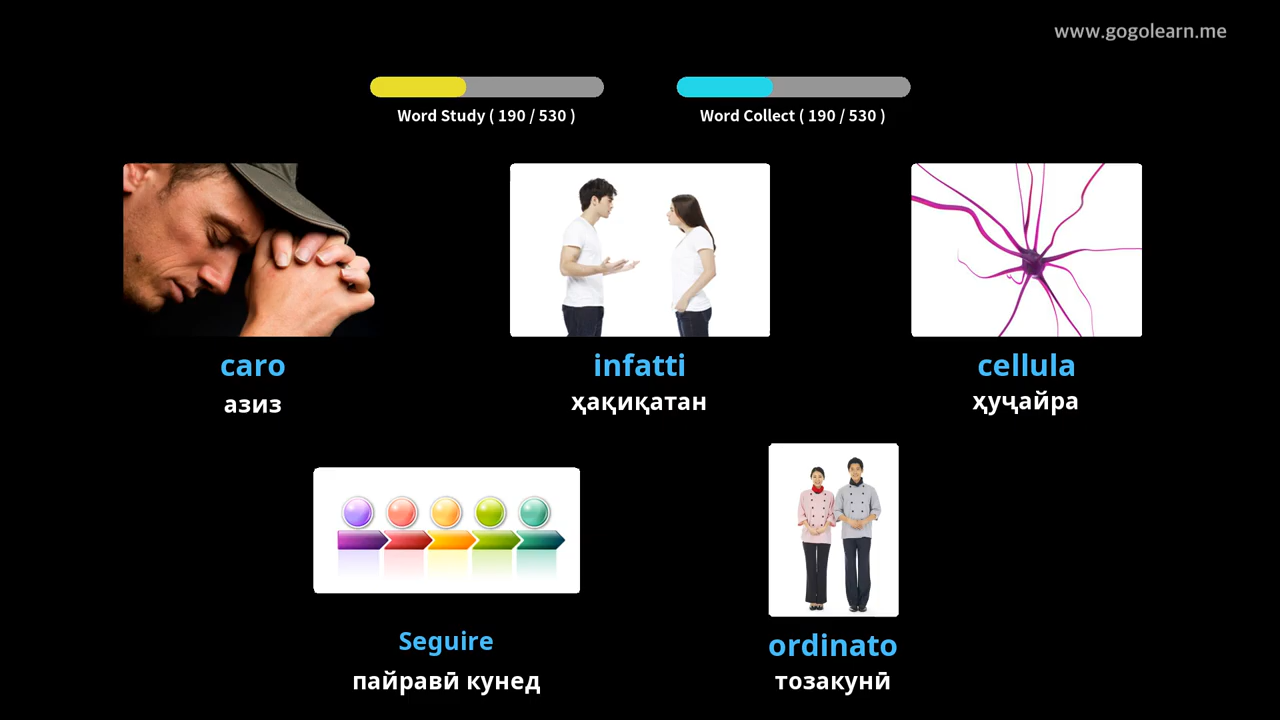 www.gogolearn.me
Word Study ( 190 / 530 )
Word Collect ( 190 / 530 )
caro
азиз
infatti
ҳақиқатан
cellula
ҳуҷайра
Seguire
пайравӣ кунед
ordinato
тозакунӣ